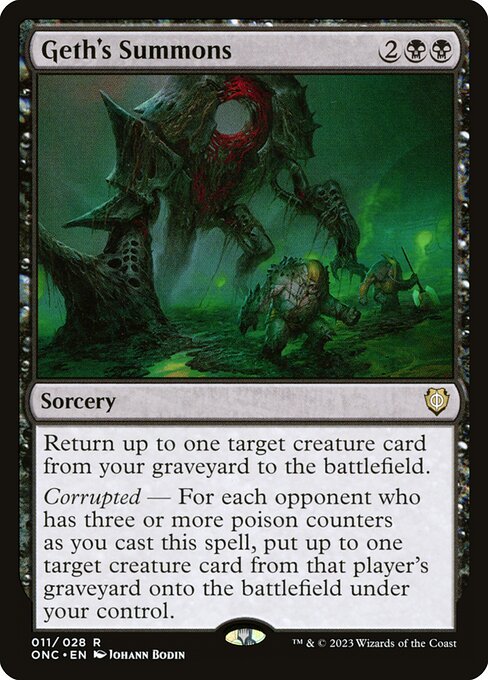 Geth's Summons 2
Sorcery
Return up to one target creature card
from your graveyard to the battlefield.
Corrupted — For each opponent who
has three or more poison counters
as you cast this spell, put up to one
target creature card from that player's
graveyard onto the battlefield under
your control.
011/028 R
ONC • EN Johann Bodin
™ & © 2023 Wizards of the Coast